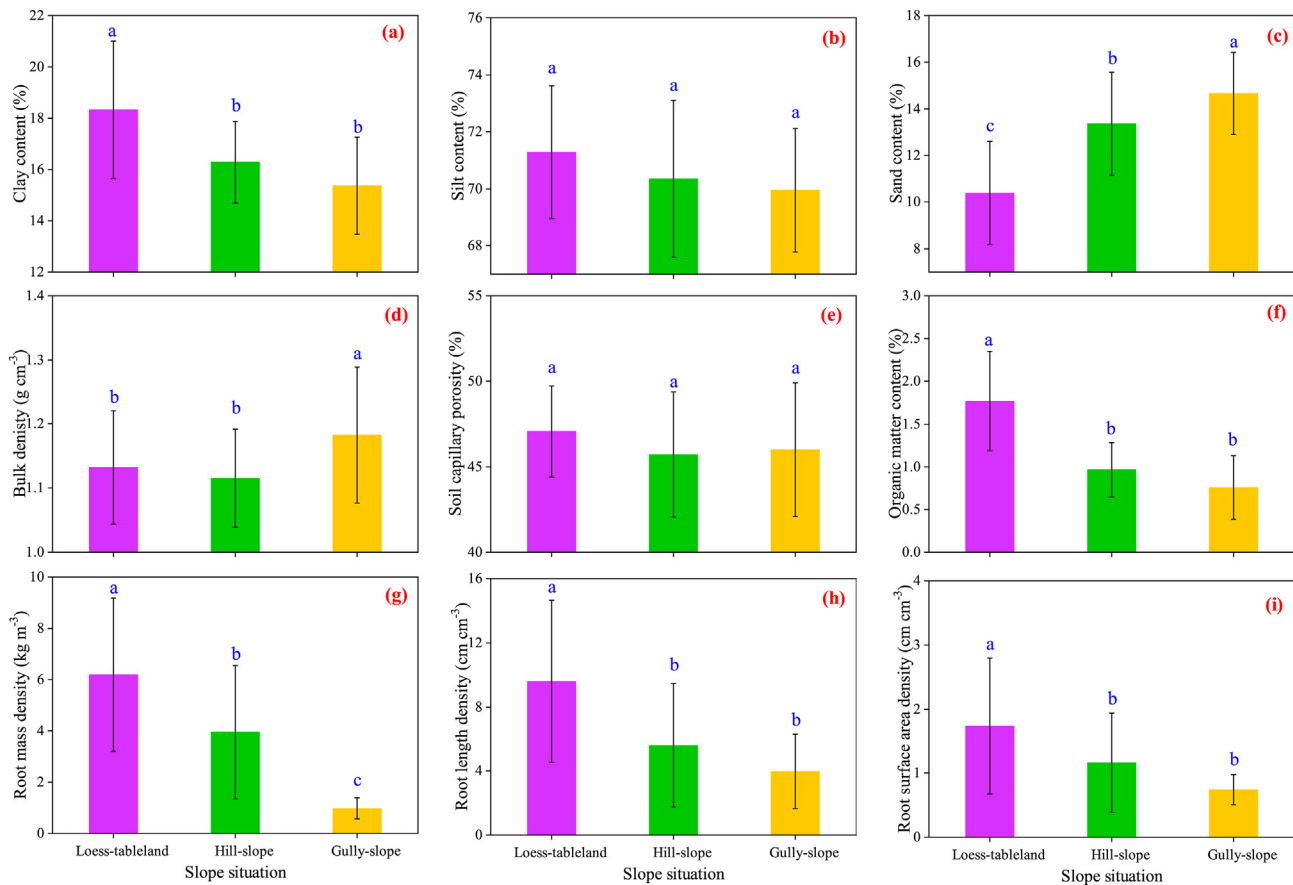 (a)
Clay content (%)
22
20
18
16
14
12
a
b
b
(b)
Silt content (%)
76
74
72
70
68
a
a
a
(c)
Sand content (%)
18
16
14
12
10
8
c
b
a
(d)
Bulk denisty (g cm⁻³)
1.4
1.3
1.2
1.1
1.0
b
b
a
(e)
Soil capillary porosity (%)
55
50
45
40
a
a
a
(f)
Organic matter content (%)
3.0
2.5
2.0
1.5
1.0
0.5
0.0
a
b
b
(g)
Root mass density (kg m⁻³)
10
8
6
4
2
0
a
b
c
Loess-tableland Hill-slope Gully-slope
Slope situation
(h)
Root length density (cm cm⁻³)
16
12
8
4
0
a
b
b
Loess-tableland Hill-slope Gully-slope
Slope situation
(i)
Root surface area density (cm cm⁻³)
4
3
2
1
0
a
b
b
Loess-tableland Hill-slope Gully-slope
Slope situation